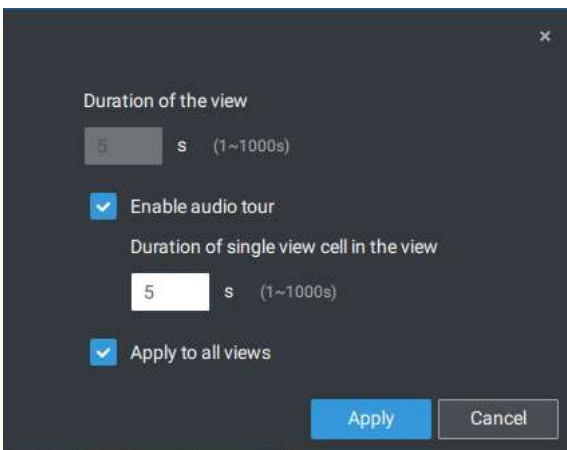 ×
Duration of the view
5 s (1~1000s)
Enable audio tour
Duration of single view cell in the view
5 s (1~1000s)
Apply to all views
Apply Cancel